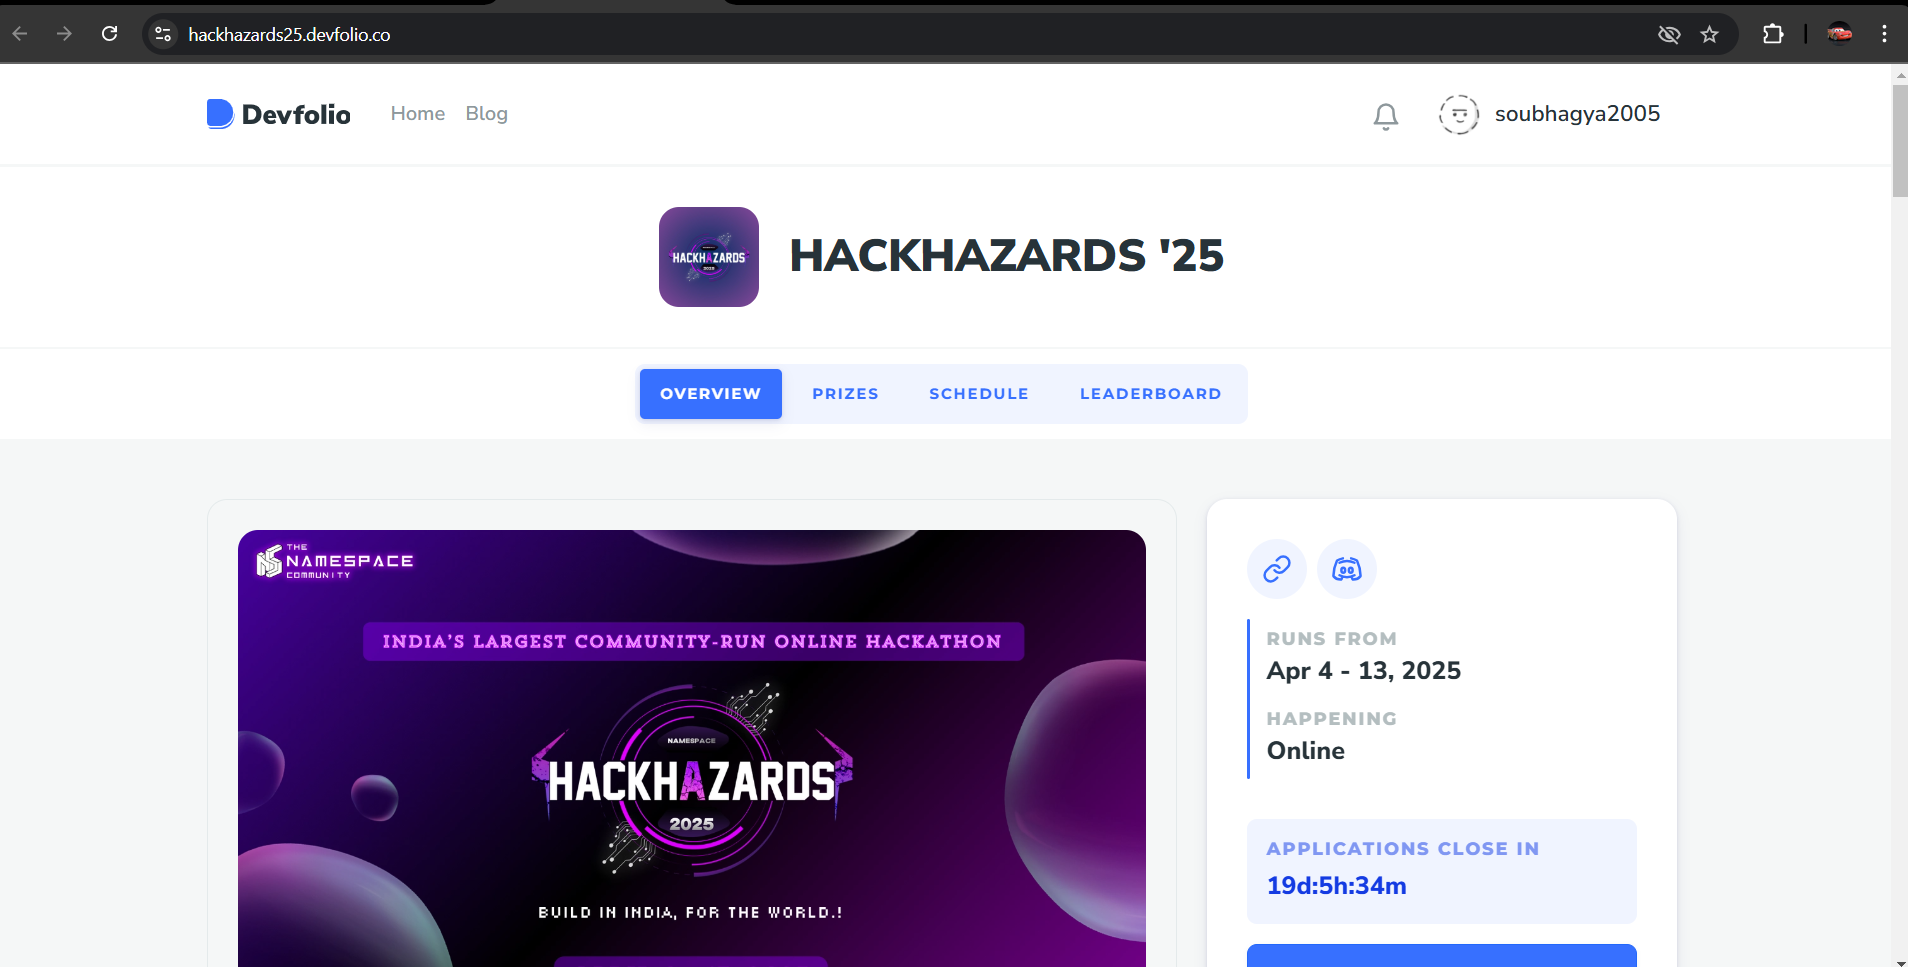 hackhazards25.devfolio.co
Devfolio
Home
Blog
soubhagya2005
HACKHAZARDS
2025
HACKHAZARDS '25
OVERVIEW
PRIZES
SCHEDULE
LEADERBOARD
THE
NAMESPACE
COMMUNITY
INDIA'S LARGEST COMMUNITY-RUN ONLINE HACKATHON
NAMESPACE
HACKHAZARDS
2025
BUILD IN INDIA, FOR THE WORLD.!
RUNS FROM
Apr 4 - 13, 2025
HAPPENING
Online
APPLICATIONS CLOSE IN
19d:5h:34m